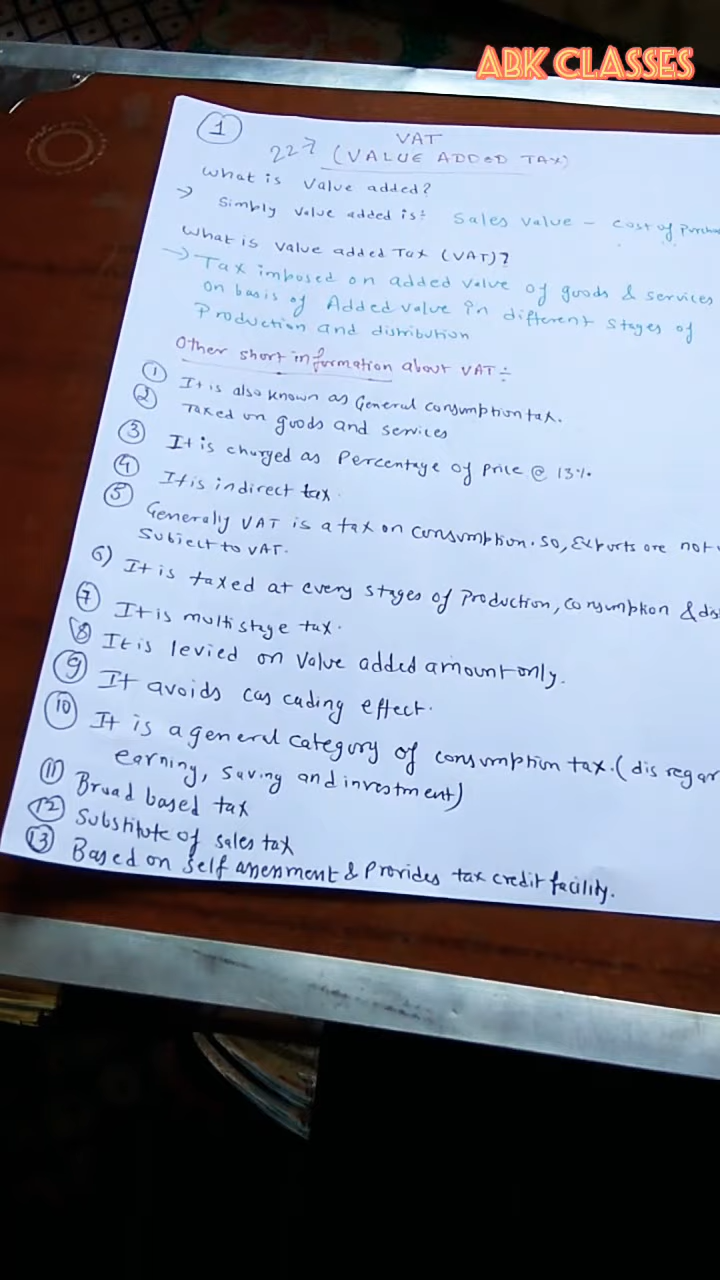 ABK CLASSES
1
VAT
227 (VALUE ADDED TAX)
What is Value added?
→ Simply value added is: Sales value - Cost of Purcha
What is value added Tax (VAT)?
→ Tax imposed on added value of goods & services
on basis of Added value in different stages of
Production and distribution
Other short information about VAT:
1 It is also known as General consumption tax.
2 Taxed on goods and services
3 It is charged as Percentage of price @ 13%
4 It is indirect tax.
5 Generally VAT is a tax on consumption. so, Exports are not
Subject to VAT.
6) It is taxed at every stages of Production, consumption & dis
7 It is multistage tax.
8 It is levied on value added amount only.
9 It avoids cascading effect.
10 It is a general category of consumption tax. (disregar
earning, saving and investment)
11 Broad based tax
12 Substitute of sales tax
13 Based on self assessment & Provides tax credit facility.